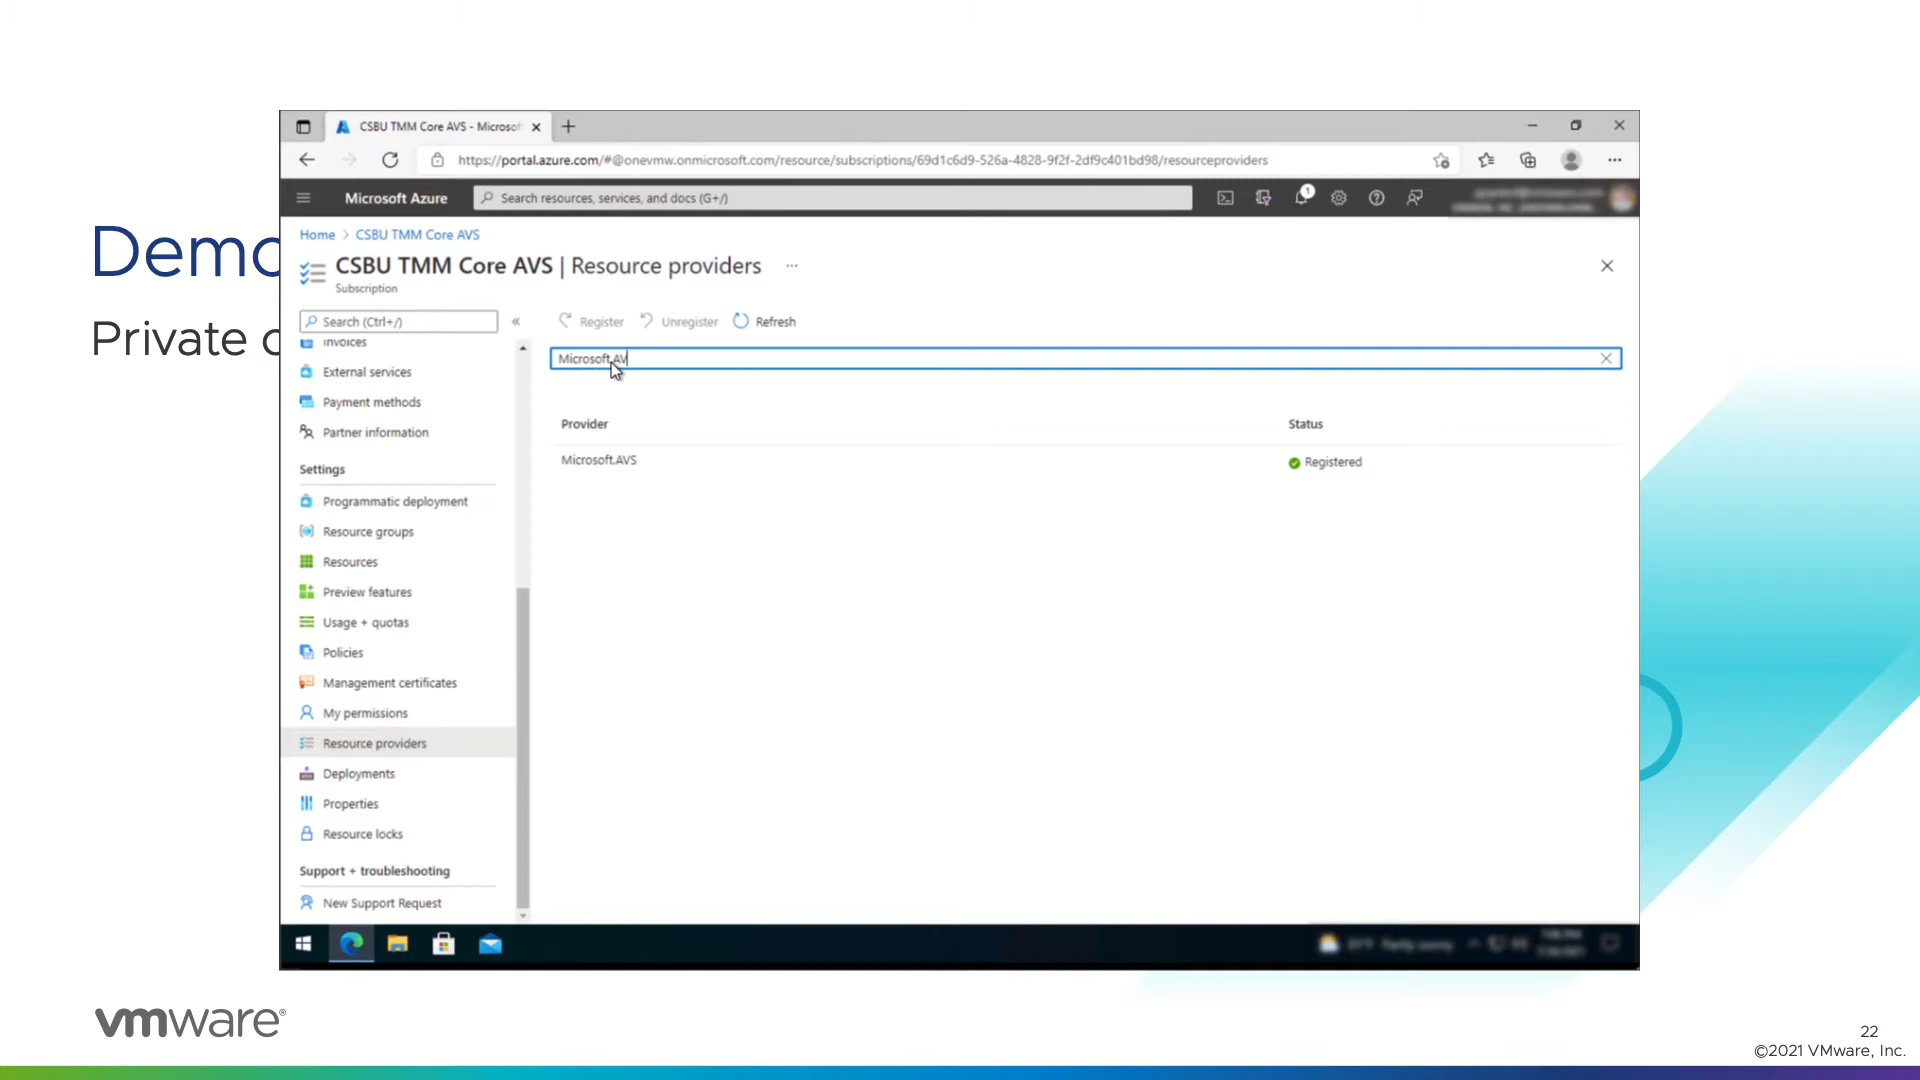 Demo
Private c
CSBU TMM Core AVS - Microsof
https://portal.azure.com/#@onevmw.onmicrosoft.com/resource/subscriptions/69d1c6d9-526a-4828-9f2f-2df9c401bd98/resourceproviders
Microsoft Azure
Search resources, services, and docs (G+/)
1
Home > CSBU TMM Core AVS
CSBU TMM Core AVS | Resource providers ...
Subscription
Search (Ctrl+/)
«
Register
Unregister
Refresh
Microsoft.AV
Provider
Status
Microsoft.AVS
Registered
Invoices
External services
Payment methods
Partner information
Settings
Programmatic deployment
Resource groups
Resources
Preview features
Usage + quotas
Policies
Management certificates
My permissions
Resource providers
Deployments
Properties
Resource locks
Support + troubleshooting
New Support Request
Partly sunny
vmware®
22
©2021 VMware, Inc.